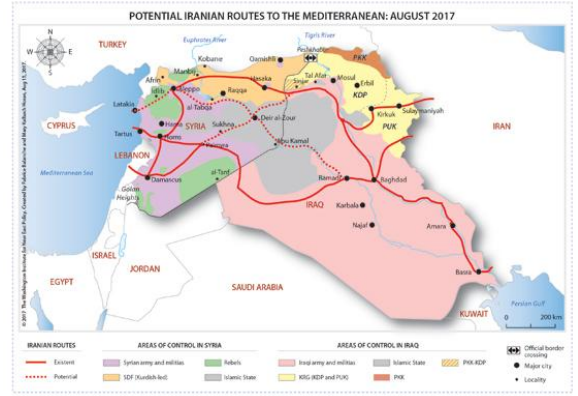 POTENTIAL IRANIAN ROUTES TO THE MEDITERRANEAN: AUGUST 2017
N
W
E
S
TURKEY
Euphrates River
Tigris River
Kobane
Qamishli
PKK
Manbij
Afrin
Hasaka
Sinjar
Tal Afar
Mosul
Erbil
Idlib
Aleppo
KDP
Latakia
al-Tabqa
Raqqa
Kirkuk
Sulaymaniyah
CYPRUS
Hama
SYRIA
Deir al-Zour
PUK
IRAN
Tartus
Sukhna
Homs
Abu Kamal
LEBANON
Palmyra
Mediterranean Sea
Damascus
al-Tanf
Ramadi
Baghdad
Golan
Heights
IRAQ
Karbala
ISRAEL
Najaf
Amara
JORDAN
EGYPT
SAUDI ARABIA
Basra
KUWAIT
Persian Gulf
0
200 km
IRANIAN ROUTES
Existent
Potential
AREAS OF CONTROL IN SYRIA
Syrian army and militias
Rebels
SDF (Kurdish-led)
Islamic State
AREAS OF CONTROL IN IRAQ
Iraqi army and militias
Islamic State
PKK-KDP
KRG (KDP and PUK)
PKK
Official border
crossing
Major city
Locality